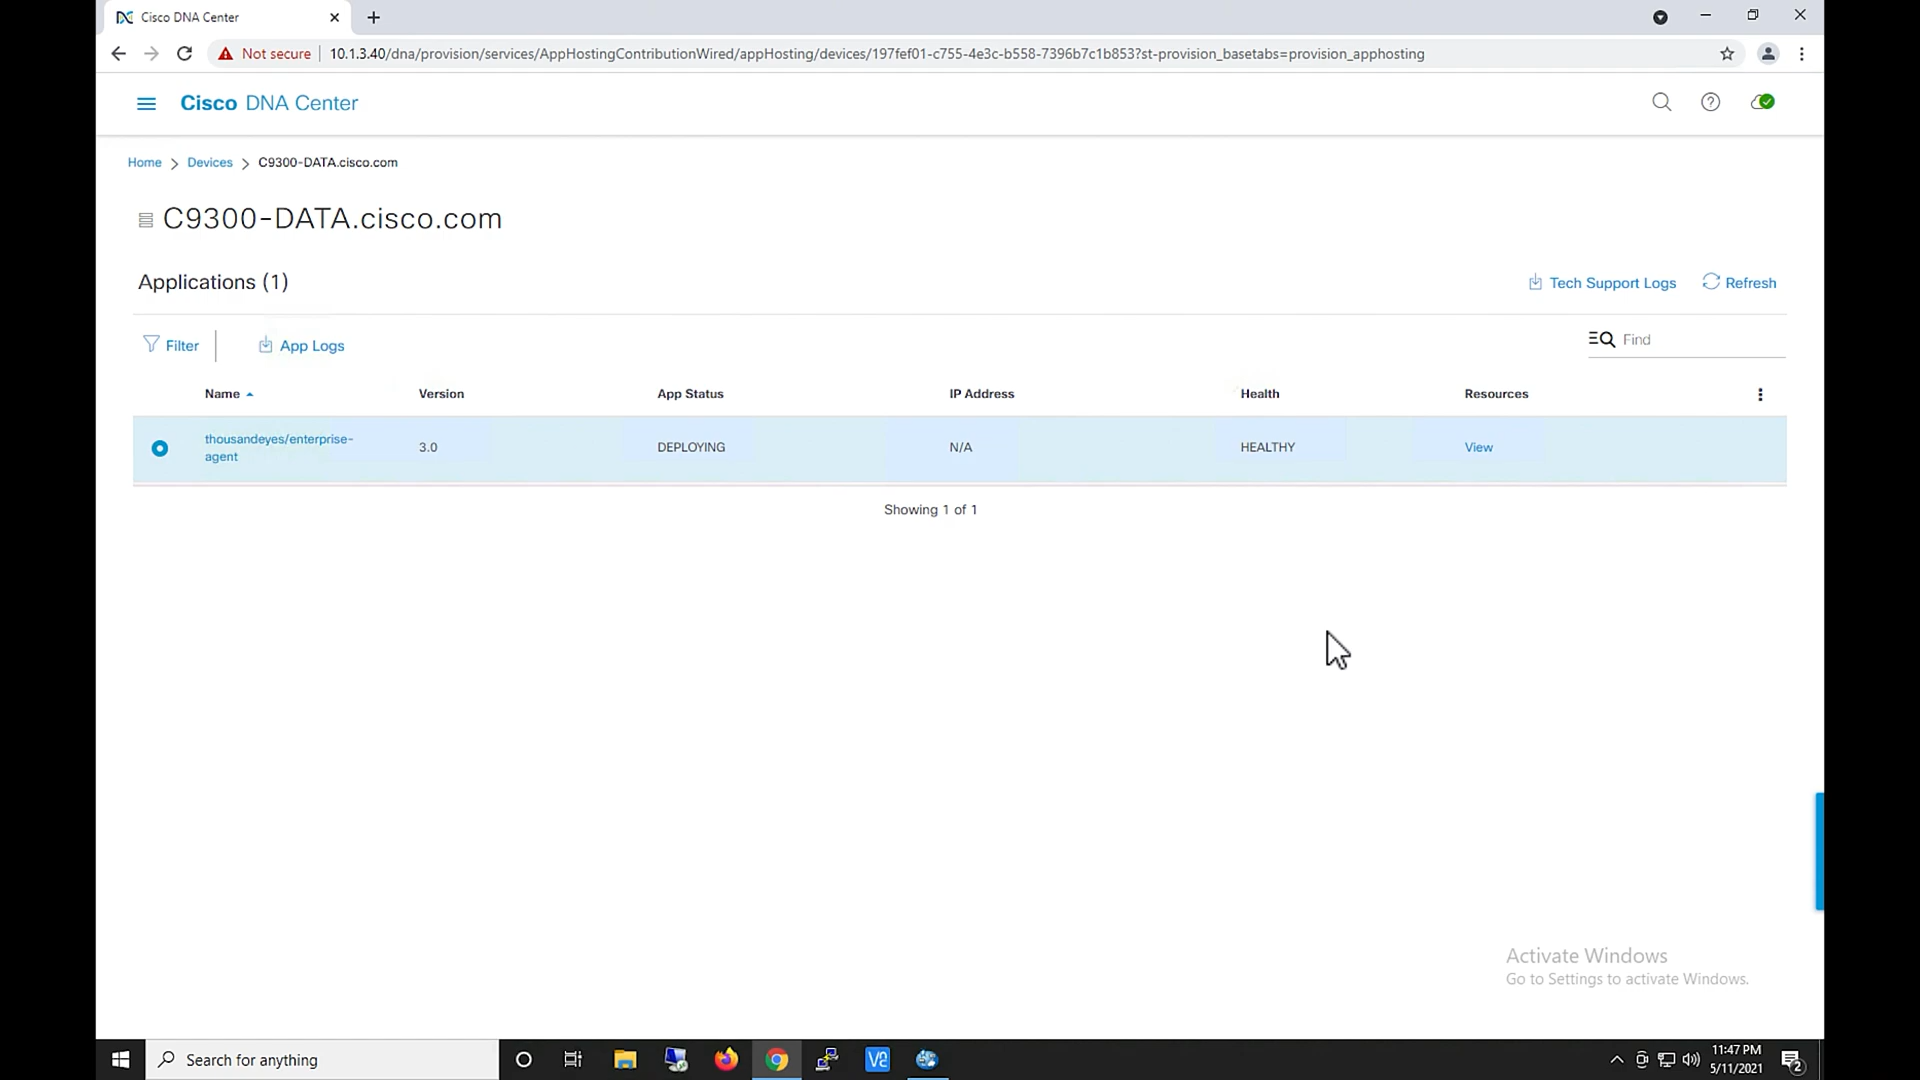 Cisco DNA Center
Not secure
10.1.3.40/dna/provision/services/AppHostingContributionWired/appHosting/devices/197fef01-c755-4e3c-b558-7396b7c1b853?st-provision_basetabs=provision_apphosting
Cisco DNA Center
Home
Devices
C9300-DATA.cisco.com
C9300-DATA.cisco.com
Applications (1)
Tech Support Logs
Refresh
Filter
App Logs
Find
Name
Version
App Status
IP Address
Health
Resources
thousandeyes/enterprise-
agent
3.0
DEPLOYING
N/A
HEALTHY
View
Showing 1 of 1
Activate Windows
Go to Settings to activate Windows.
Search for anything
11:47 PM
5/11/2021
2